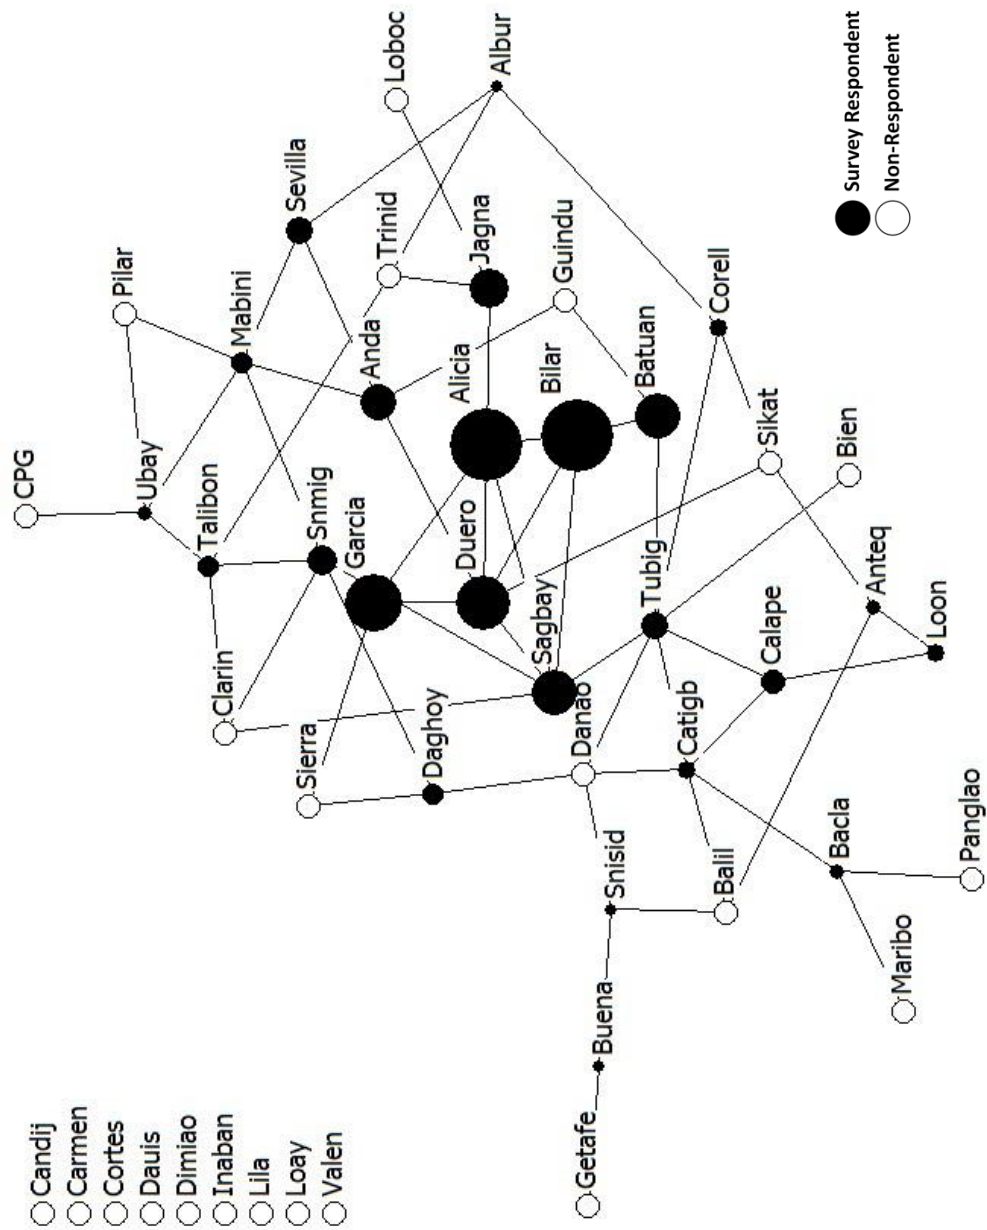 Candij
Carmen
Cortes
Dauis
Dimiao
Inaban
Lila
Loay
Valen
CPG
Pilar
Ubay
Mabini
Sevilla
Talibon
Loboc
Albur
Trinid
Snmig
Anda
Jagna
Garcia
Clarin
Alicia
Guindu
Duero
Bilar
Sierra
Daghoy
Sagbay
Batuan
Danao
Tubig
Corell
Catigb
Sikat
Calape
Bien
Getafe
Buena
Snisid
Balil
Anteq
Bacla
Loon
Maribo
Panglao
Survey Respondent
Non-Respondent